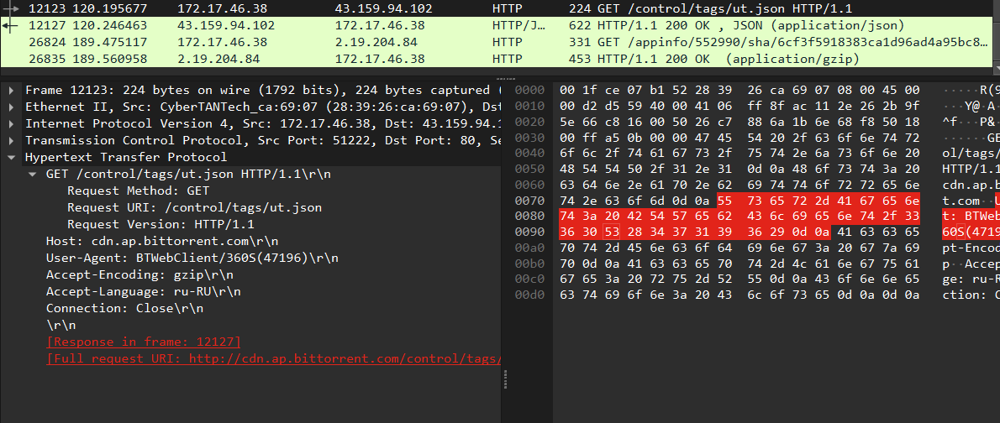 12123 120.195677 172.17.46.38 43.159.94.102 HTTP 224 GET /control/tags/ut.json HTTP/1.1
12127 120.246463 43.159.94.102 172.17.46.38 HTTP/J… 622 HTTP/1.1 200 OK , JSON (application/json)
26824 189.475117 172.17.46.38 2.19.204.84 HTTP 331 GET /appinfo/552990/sha/6cf3f5918383ca1d96ad4a95bc8…
26835 189.560958 2.19.204.84 172.17.46.38 HTTP 453 HTTP/1.1 200 OK (application/gzip)
Frame 12123: 224 bytes on wire (1792 bits), 224 bytes captured (
Ethernet II, Src: CyberTANTech_ca:69:07 (28:39:26:ca:69:07), Dst
Internet Protocol Version 4, Src: 172.17.46.38, Dst: 43.159.94.1
Transmission Control Protocol, Src Port: 51222, Dst Port: 80, Se
Hypertext Transfer Protocol
GET /control/tags/ut.json HTTP/1.1\r\n
Request Method: GET
Request URI: /control/tags/ut.json
Request Version: HTTP/1.1
Host: cdn.ap.bittorrent.com\r\n
User-Agent: BTWebClient/360S(47196)\r\n
Accept-Encoding: gzip\r\n
Accept-Language: ru-RU\r\n
Connection: Close\r\n
\r\n
[Response in frame: 12127]
[Full request URI: http://cdn.ap.bittorrent.com/control/tags/
0000 00 1f ce 07 b1 52 28 39 26 ca 69 07 08 00 45 00 ·····R(9
0010 00 d2 d5 59 40 00 41 06 ff 8f ac 11 2e 26 2b 9f ···Y@·A·
0020 5e 66 c8 16 00 50 26 c7 88 6a 1b 6e 68 f8 50 18 ^f···P&·
0030 00 ff a5 0b 00 00 47 45 54 20 2f 63 6f 6e 74 72 ······GE
0040 6f 6c 2f 74 61 67 73 2f 75 74 2e 6a 73 6f 6e 20 ol/tags/
0050 48 54 54 50 2f 31 2e 31 0d 0a 48 6f 73 74 3a 20 HTTP/1.1
0060 63 64 6e 2e 61 70 2e 62 69 74 74 6f 72 72 65 6e cdn.ap.b
0070 74 2e 63 6f 6d 0d 0a 55 73 65 72 2d 41 67 65 6e t.com··U
0080 74 3a 20 42 54 57 65 62 43 6c 69 65 6e 74 2f 33 t: BTWeb
0090 36 30 53 28 34 37 31 39 36 29 0d 0a 41 63 63 65 60S(4719
00a0 70 74 2d 45 6e 63 6f 64 69 6e 67 3a 20 67 7a 69 pt-Encod
00b0 70 0d 0a 41 63 63 65 70 74 2d 4c 61 6e 67 75 61 p··Accep
00c0 67 65 3a 20 72 75 2d 52 55 0d 0a 43 6f 6e 6e 65 ge: ru-R
00d0 63 74 69 6f 6e 3a 20 43 6c 6f 73 65 0d 0a 0d 0a ction: C